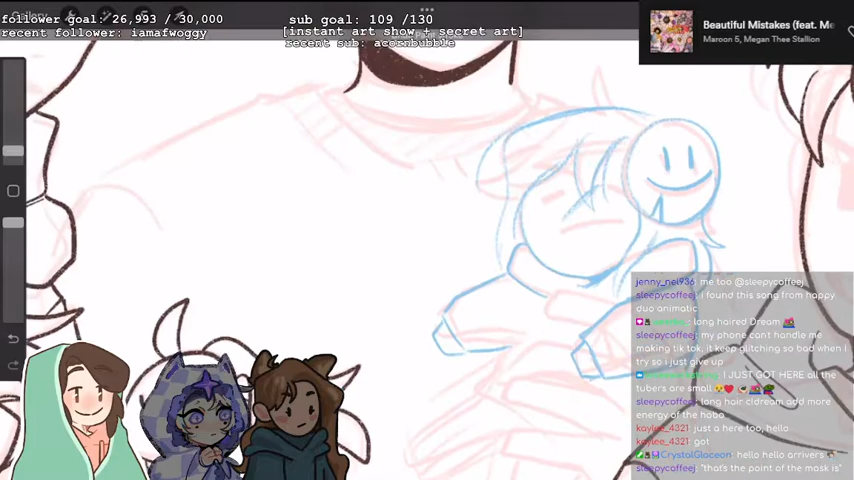 follower goal: 26,993 / 30,000
sub goal: 109 /130
recent follower: iamafwoggy
[instant art show + secret art]
recent sub: acornbubble
Beautiful Mistakes (feat. Me
Maroon 5, Megan Thee Stallion
jenny_nel936 me too @sleepycoffeej
sleepycoffeej i found this song from happy
duo animatic
: long haired Dream
sleepycoffeej my phone can't handle me
making tik tok, it keep glitching so bad when i
try so i just give up
: I JUST GOT HERE all the
tubers are small
sleepycoffeej long hair c!dream add more
energy of the hobo
kaylee_4321 just a here too, hello
kaylee_4321 got
CrystalGlaceon: hello hello arrivers
sleepycoffeej "that's the point of the mask is"